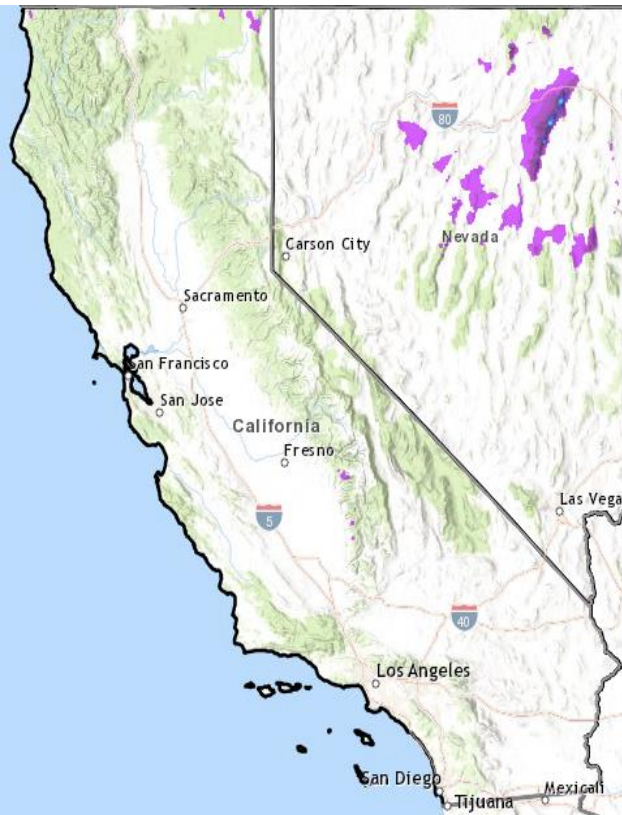 80
Nevada
Carson City
Sacramento
San Francisco
San Jose
California
Fresno
Las Vega
5
40
Los Angeles
San Diego
Tijuana
Mexicali